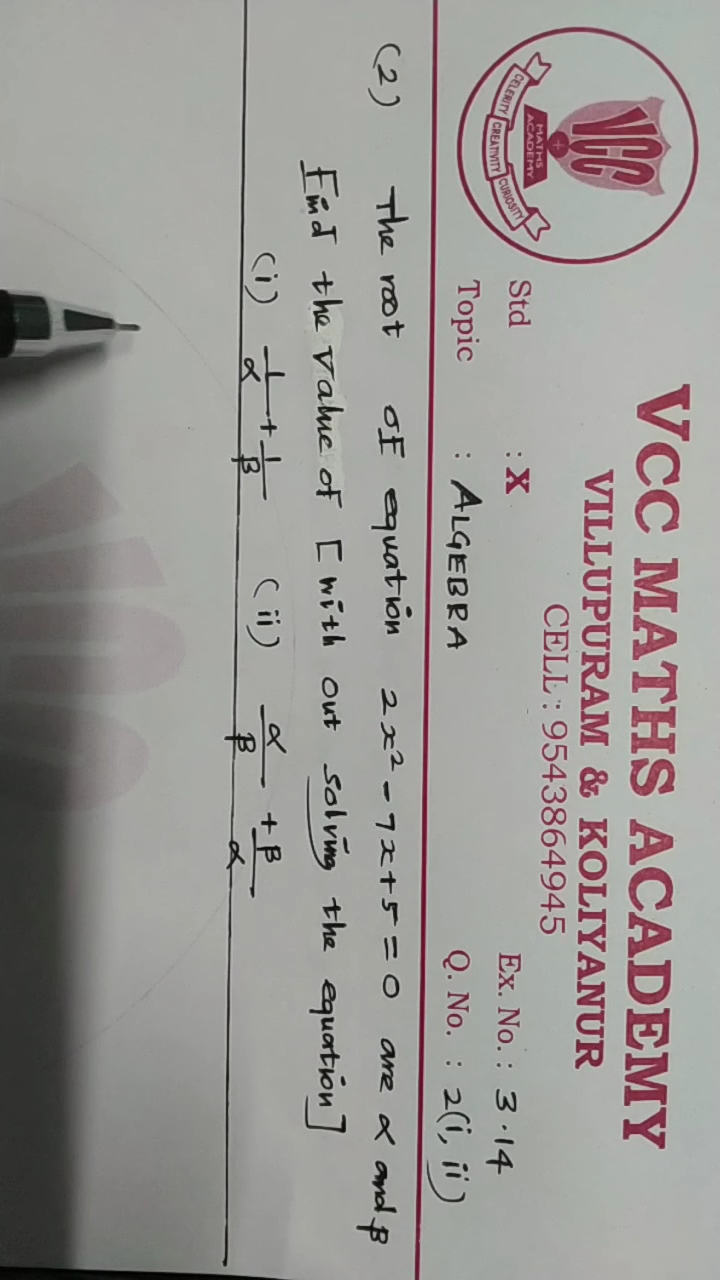 VCC MATHS ACADEMY
VILLUPURAM & KOLIYANUR
CELL : 9543864945
VCC
MATHS
ACADEMY
CELERITY CREATIVITY CURIOSITY
Std : X Ex. No. : 3.14
Topic : ALGEBRA Q. No. : 2(i, ii)
(2) The root of equation 2x² - 7x + 5 = 0 are α and β
Find the value of [with out solving the equation]
(i) 1/α + 1/β (ii) α/β + β/α